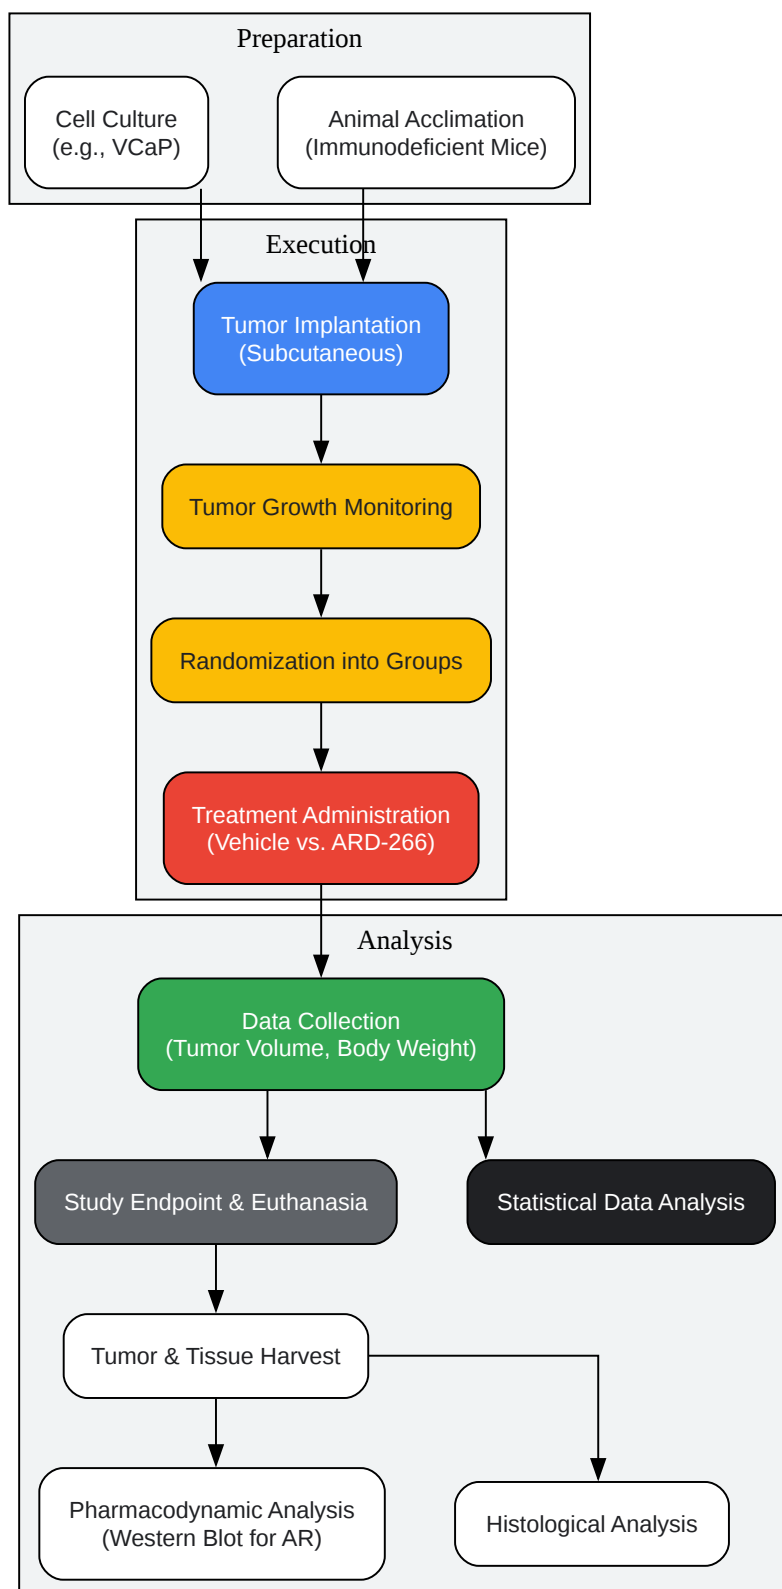 Preparation
Cell Culture
(e.g., VCaP)
Animal Acclimation
(Immunodeficient Mice)
Execution
Tumor Implantation
(Subcutaneous)
Tumor Growth Monitoring
Randomization into Groups
Treatment Administration
(Vehicle vs. ARD-266)
Analysis
Data Collection
(Tumor Volume, Body Weight)
Study Endpoint & Euthanasia
Statistical Data Analysis
Tumor & Tissue Harvest
Pharmacodynamic Analysis
(Western Blot for AR)
Histological Analysis